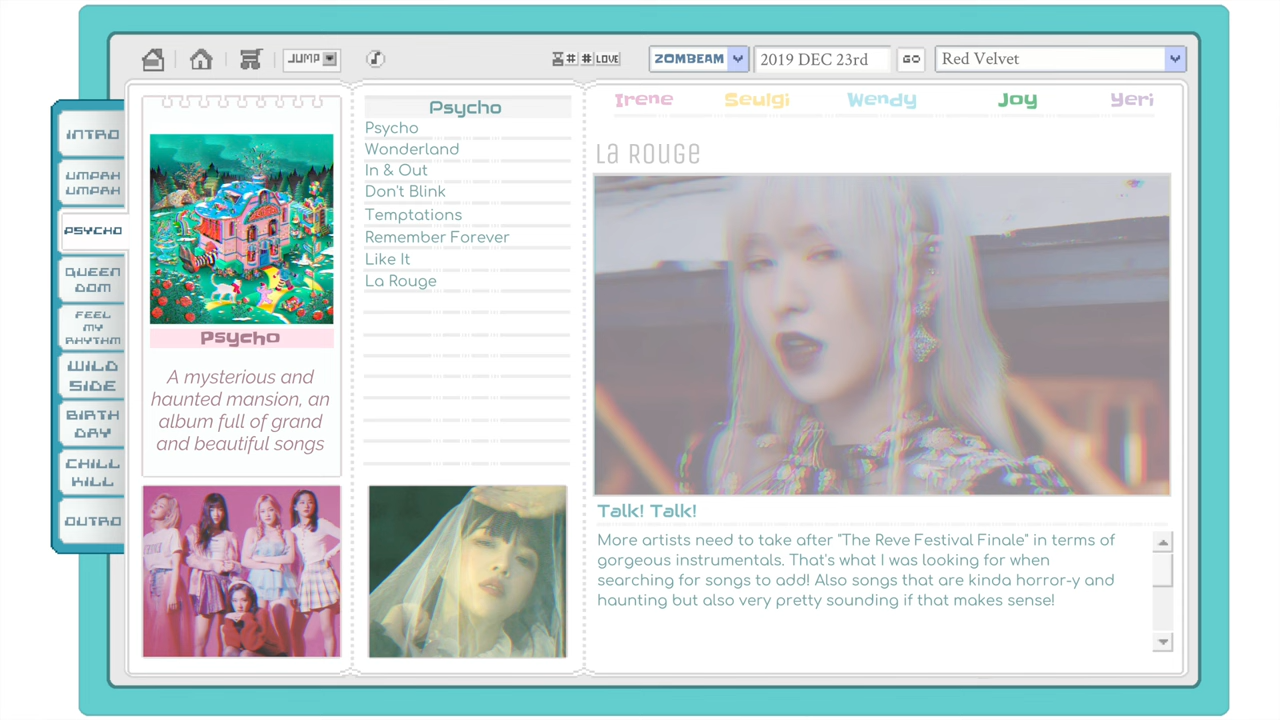 JUMP
# # LOVE
ZOMBEAM
2019 DEC 23rd
GO
Red Velvet
INTRO
UMPAH
UMPAH
PSYCHO
QUEEN
DOM
FEEL
MY
RHYTHM
WILD
SIDE
BIRTH
DAY
CHILL
KILL
OUTRO
Psycho
A mysterious and
haunted mansion, an
album full of grand
and beautiful songs
Psycho
Psycho
Wonderland
In & Out
Don't Blink
Temptations
Remember Forever
Like It
La Rouge
Irene Seulgi Wendy Joy Yeri
La Rouge
Talk! Talk!
More artists need to take after "The Reve Festival Finale" in terms of
gorgeous instrumentals. That's what I was looking for when
searching for songs to add! Also songs that are kinda horror-y and
haunting but also very pretty sounding if that makes sense!